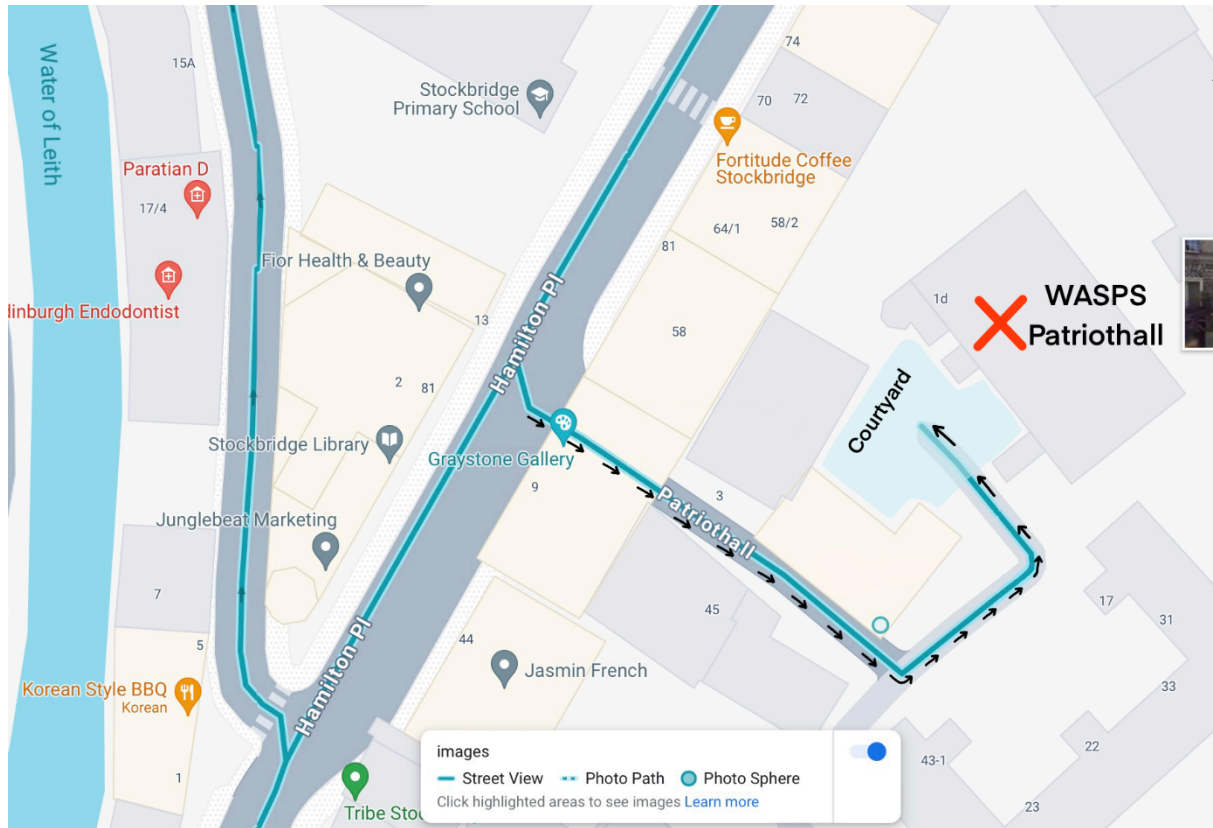 Water of Leith
15A
Stockbridge
Primary School
74
70
72
Fortitude Coffee
Stockbridge
Paratian D
17/4
64/1
58/2
81
Fior Health & Beauty
linburgh Endodontist
Hamilton Pl
13
58
1d
WASPS
Patriothall
Courtyard
2
81
Stockbridge Library
Graystone Gallery
9
3
Patriothall
Junglebeat Marketing
7
45
17
31
5
44
Hamilton Pl
Jasmin French
33
Korean Style BBQ
Korean
22
43-1
1
23
Tribe Sto
images
Street View
Photo Path
Photo Sphere
Click highlighted areas to see images Learn more